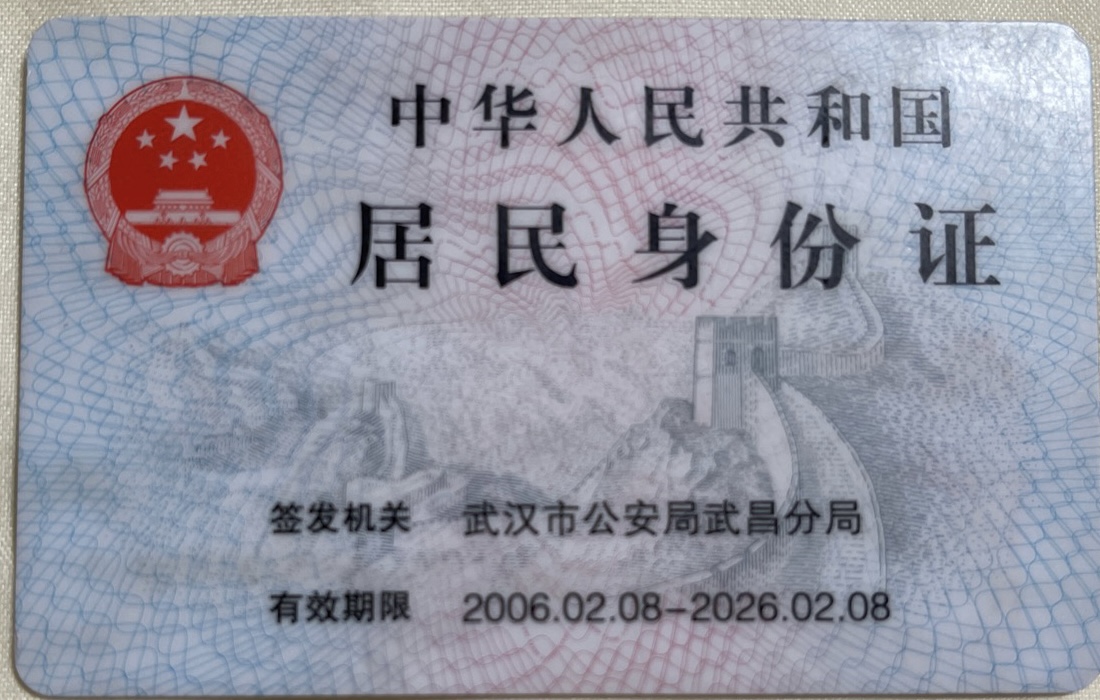 中华人民共和国
居民身份证
签发机关 武汉市公安局武昌分局
有效期限 2006.02.08-2026.02.08